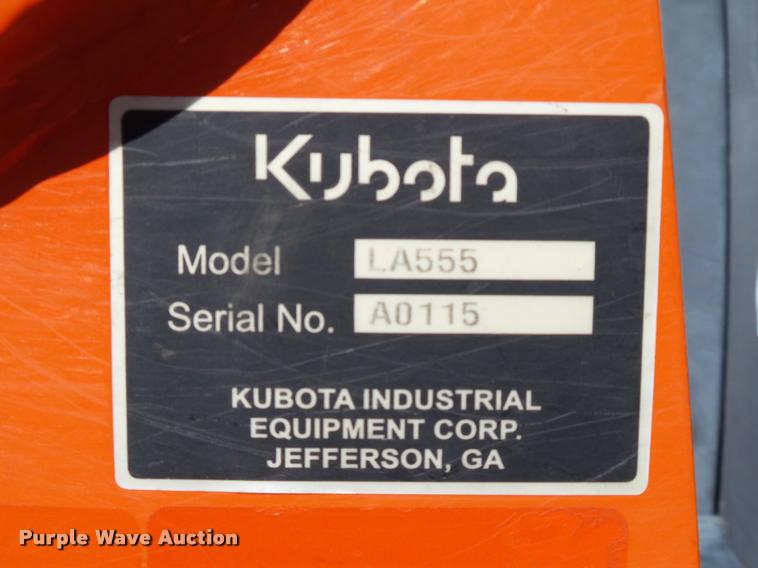 Kubota
Model LA555
Serial No. A0115
KUBOTA INDUSTRIAL
EQUIPMENT CORP.
JEFFERSON, GA
Purple Wave Auction